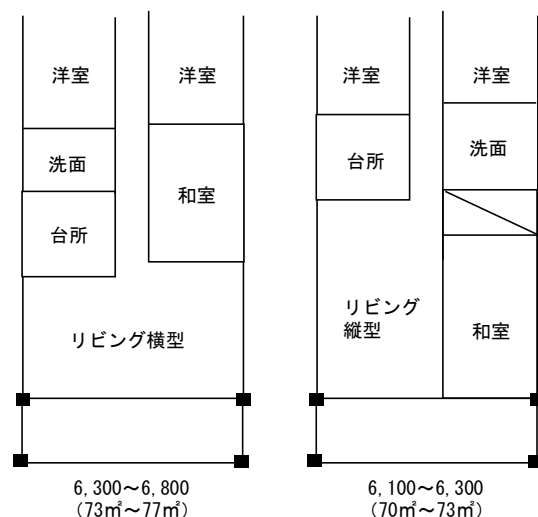 洋室
洋室
洗面
和室
台所
リビング横型
6,300～6,800
（73㎡～77㎡）
洋室
洋室
台所
洗面
リビング
縦型
和室
6,100～6,300
（70㎡～73㎡）